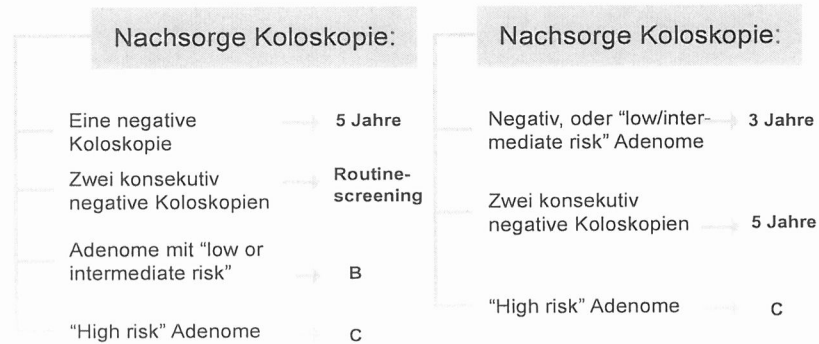 Nachsorge Koloskopie:
Eine negative
Koloskopie
5 Jahre
Zwei konsekutiv
negative Koloskopien
Routine-
screening
Adenome mit "low or
intermediate risk"
B
"High risk" Adenome
C
Nachsorge Koloskopie:
Negativ, oder "low/inter-
mediate risk" Adenome
3 Jahre
Zwei konsekutiv
negative Koloskopien
5 Jahre
"High risk" Adenome
C